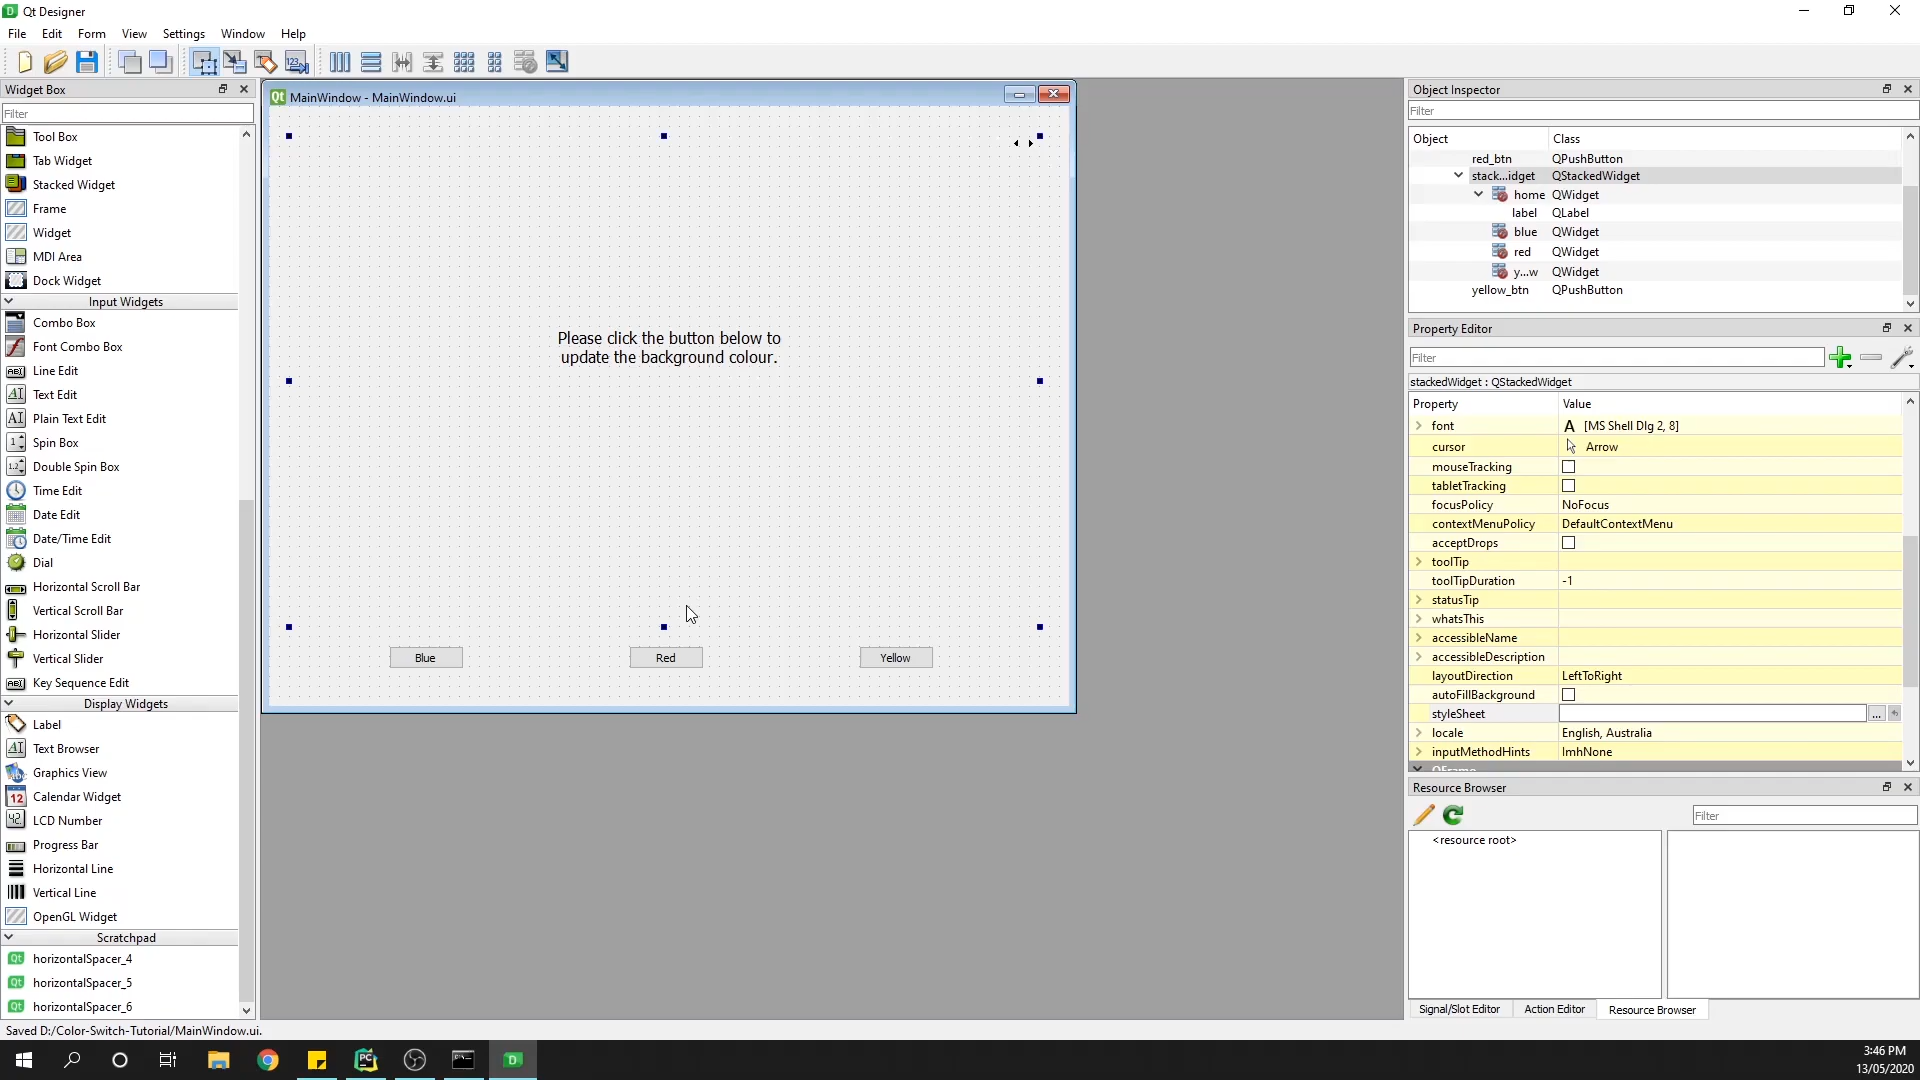 Qt Designer
File Edit Form View Settings Window Help
Widget Box
Filter
Tool Box
Tab Widget
Stacked Widget
Frame
Widget
MDI Area
Dock Widget
Input Widgets
Combo Box
Font Combo Box
Line Edit
Text Edit
Plain Text Edit
Spin Box
Double Spin Box
Time Edit
Date Edit
Date/Time Edit
Dial
Horizontal Scroll Bar
Vertical Scroll Bar
Horizontal Slider
Vertical Slider
Key Sequence Edit
Display Widgets
Label
Text Browser
Graphics View
Calendar Widget
LCD Number
Progress Bar
Horizontal Line
Vertical Line
OpenGL Widget
Scratchpad
horizontalSpacer_4
horizontalSpacer_5
horizontalSpacer_6
Saved D:/Color-Switch-Tutorial/MainWindow.ui.
MainWindow - MainWindow.ui
Please click the button below to
update the background colour.
Blue Red Yellow
Object Inspector
Filter
Object Class
red_btn QPushButton
stack...idget QStackedWidget
home QWidget
label QLabel
blue QWidget
red QWidget
y...w QWidget
yellow_btn QPushButton
Property Editor
Filter
stackedWidget : QStackedWidget
Property Value
font A [MS Shell Dlg 2, 8]
cursor Arrow
mouseTracking
tabletTracking
focusPolicy NoFocus
contextMenuPolicy DefaultContextMenu
acceptDrops
toolTip
toolTipDuration -1
statusTip
whatsThis
accessibleName
accessibleDescription
layoutDirection LeftToRight
autoFillBackground
styleSheet ...
locale English, Australia
inputMethodHints ImhNone
QFrame
Resource Browser
Filter
<resource root>
Signal/Slot Editor Action Editor Resource Browser
3:46 PM
13/05/2020